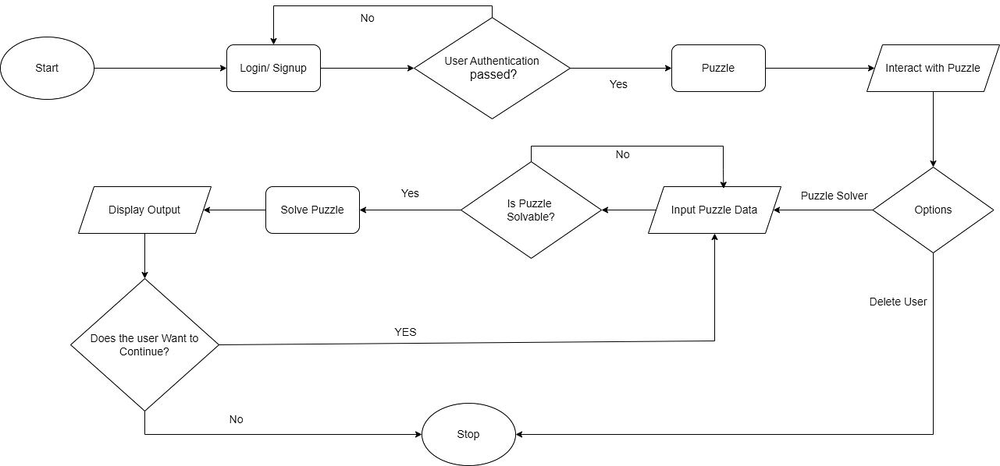 No
Start
Login/ Signup
User Authentication
passed?
Yes
Puzzle
Interact with Puzzle
No
Display Output
Solve Puzzle
Yes
Is Puzzle
Solvable?
Input Puzzle Data
Puzzle Solver
Options
Delete User
Does the user Want to
Continue?
YES
No
Stop